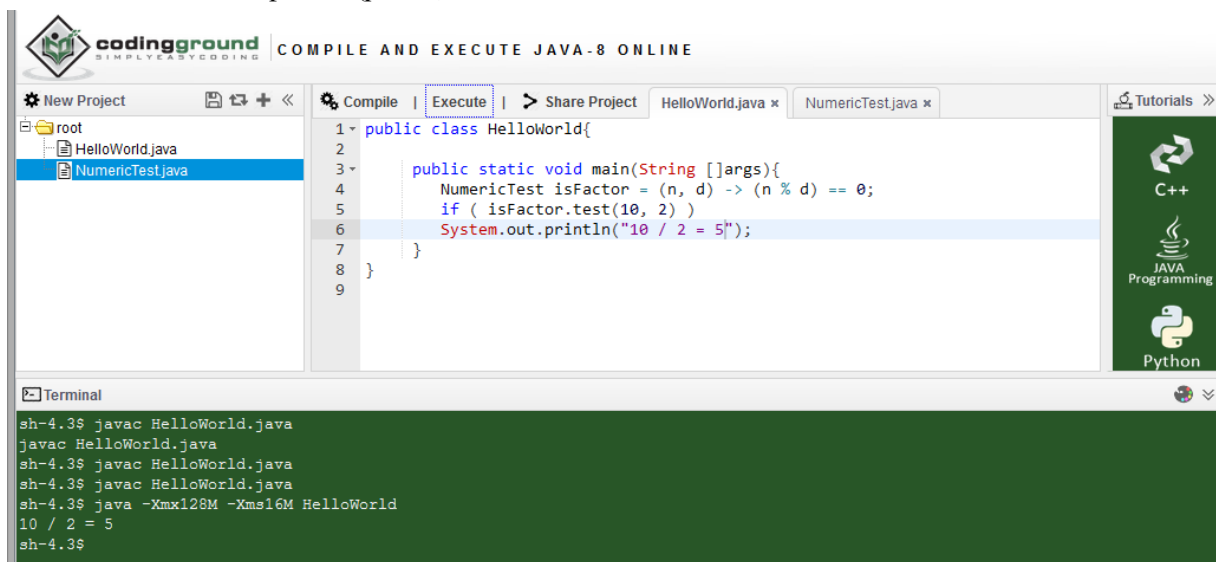 codingground
SIMPLYEASYCODING
COMPILE AND EXECUTE JAVA-8 ONLINE
New Project
Compile | Execute | Share Project HelloWorld.java × NumericTest.java ×
Tutorials
root
HelloWorld.java
NumericTest.java
1 public class HelloWorld{
2
3 public static void main(String []args){
4 NumericTest isFactor = (n, d) -> (n % d) == 0;
5 if ( isFactor.test(10, 2) )
6 System.out.println("10 / 2 = 5");
7 }
8 }
9
C++
JAVA
Programming
Python
Terminal
sh-4.3$ javac HelloWorld.java
javac HelloWorld.java
sh-4.3$ javac HelloWorld.java
sh-4.3$ javac HelloWorld.java
sh-4.3$ java -Xmx128M -Xms16M HelloWorld
10 / 2 = 5
sh-4.3$